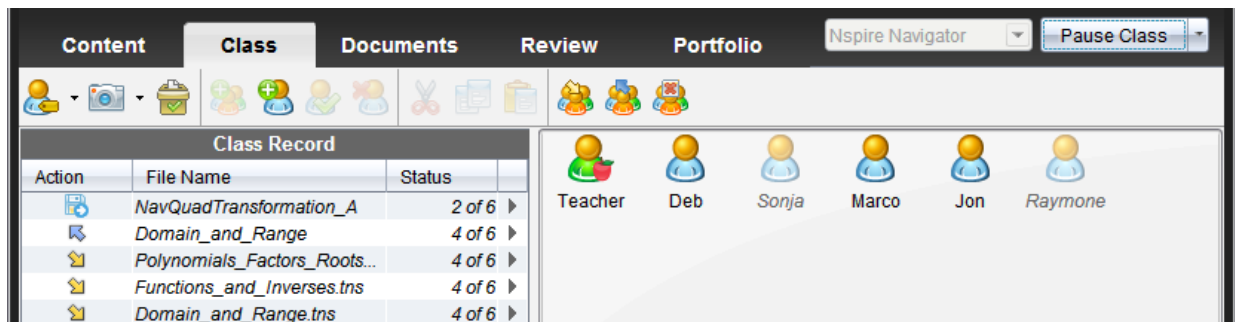 Content Class Documents Review Portfolio Nspire Navigator Pause Class
Class Record
Action File Name Status
NavQuadTransformation_A 2 of 6
Domain_and_Range 4 of 6
Polynomials_Factors_Roots... 4 of 6
Functions_and_Inverses.tns 4 of 6
Domain_and_Range.tns 4 of 6
Teacher Deb Sonja Marco Jon Raymone